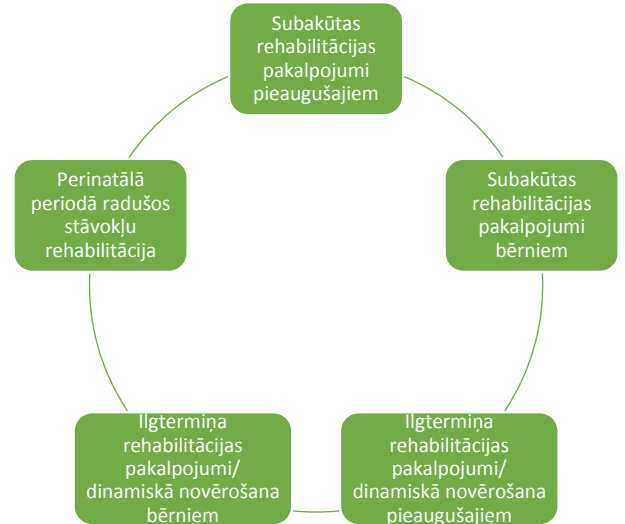 Subakūtas
rehabilitācijas
pakalpojumi
pieaugušajiem
Perinatālā
periodā radušos
stāvokļu
rehabilitācija
Subakūtas
rehabilitācijas
pakalpojumi
bērniem
Ilgtermiņa
rehabilitācijas
pakalpojumi/
dinamiskā novērošana
bērniem
Ilgtermiņa
rehabilitācijas
pakalpojumi/
dinamiskā novērošana
pieaugušajiem